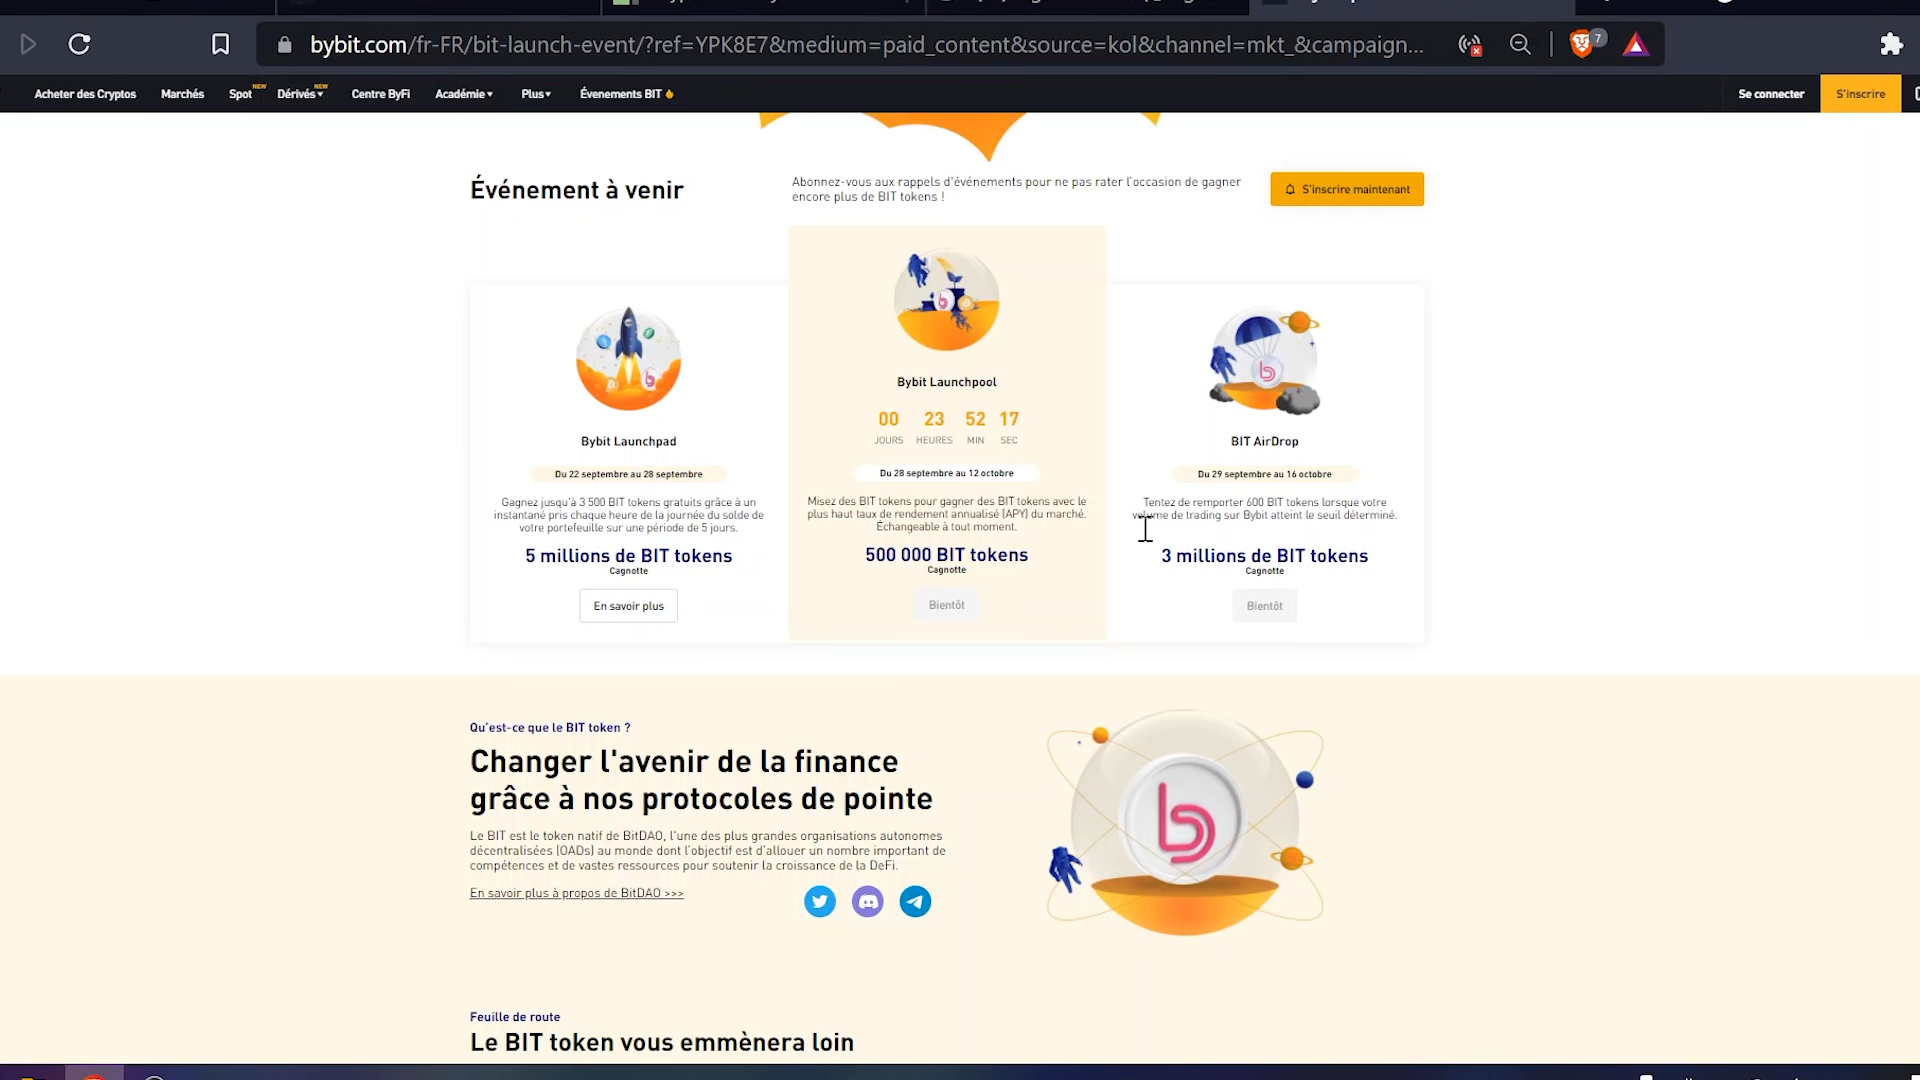 bybit.com/fr-FR/bit-launch-event/?ref=YPK8E7&medium=paid_content&source=kol&channel=mkt_&campaign...
7
Acheter des Cryptos
Marchés
Spot NEW
Dérivés NEW
Centre ByFi
Académie
Plus
Évenements BIT
Se connecter
S'inscrire
Événement à venir
Abonnez-vous aux rappels d'événements pour ne pas rater l'occasion de gagner
encore plus de BIT tokens !
S'inscrire maintenant
Bybit Launchpad
Du 22 septembre au 28 septembre
Gagnez jusqu'à 3 500 BIT tokens gratuits grâce à un
instantané pris chaque heure de la journée du solde de
votre portefeuille sur une période de 5 jours.
5 millions de BIT tokens
Cagnotte
En savoir plus
Bybit Launchpool
00 23 52 17
JOURS HEURES MIN SEC
Du 28 septembre au 12 octobre
Misez des BIT tokens pour gagner des BIT tokens avec le
plus haut taux de rendement annualisé (APY) du marché.
Échangeable à tout moment.
500 000 BIT tokens
Cagnotte
Bientôt
BIT AirDrop
Du 29 septembre au 16 octobre
Tentez de remporter 600 BIT tokens lorsque votre
volume de trading sur Bybit atteint le seuil déterminé.
3 millions de BIT tokens
Cagnotte
Bientôt
Qu'est-ce que le BIT token ?
Changer l'avenir de la finance
grâce à nos protocoles de pointe
Le BIT est le token natif de BitDAO, l'une des plus grandes organisations autonomes
décentralisées (OADs) au monde dont l'objectif est d'allouer un nombre important de
compétences et de vastes ressources pour soutenir la croissance de la DeFi.
En savoir plus à propos de BitDAO >>>
Feuille de route
Le BIT token vous emmènera loin